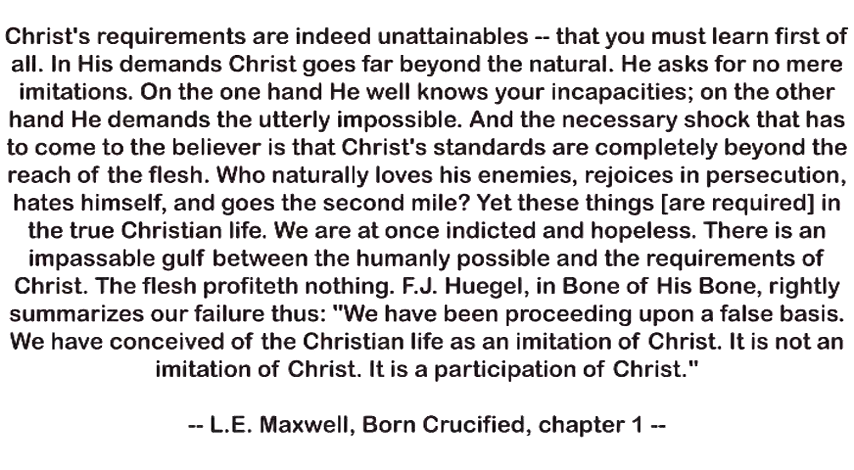 Christ's requirements are indeed unattainables -- that you must learn first of
all. In His demands Christ goes far beyond the natural. He asks for no mere
imitations. On the one hand He well knows your incapacities; on the other
hand He demands the utterly impossible. And the necessary shock that has
to come to the believer is that Christ's standards are completely beyond the
reach of the flesh. Who naturally loves his enemies, rejoices in persecution,
hates himself, and goes the second mile? Yet these things [are required] in
the true Christian life. We are at once indicted and hopeless. There is an
impassable gulf between the humanly possible and the requirements of
Christ. The flesh profiteth nothing. F.J. Huegel, in Bone of His Bone, rightly
summarizes our failure thus: "We have been proceeding upon a false basis.
We have conceived of the Christian life as an imitation of Christ. It is not an
imitation of Christ. It is a participation of Christ."
-- L.E. Maxwell, Born Crucified, chapter 1 --